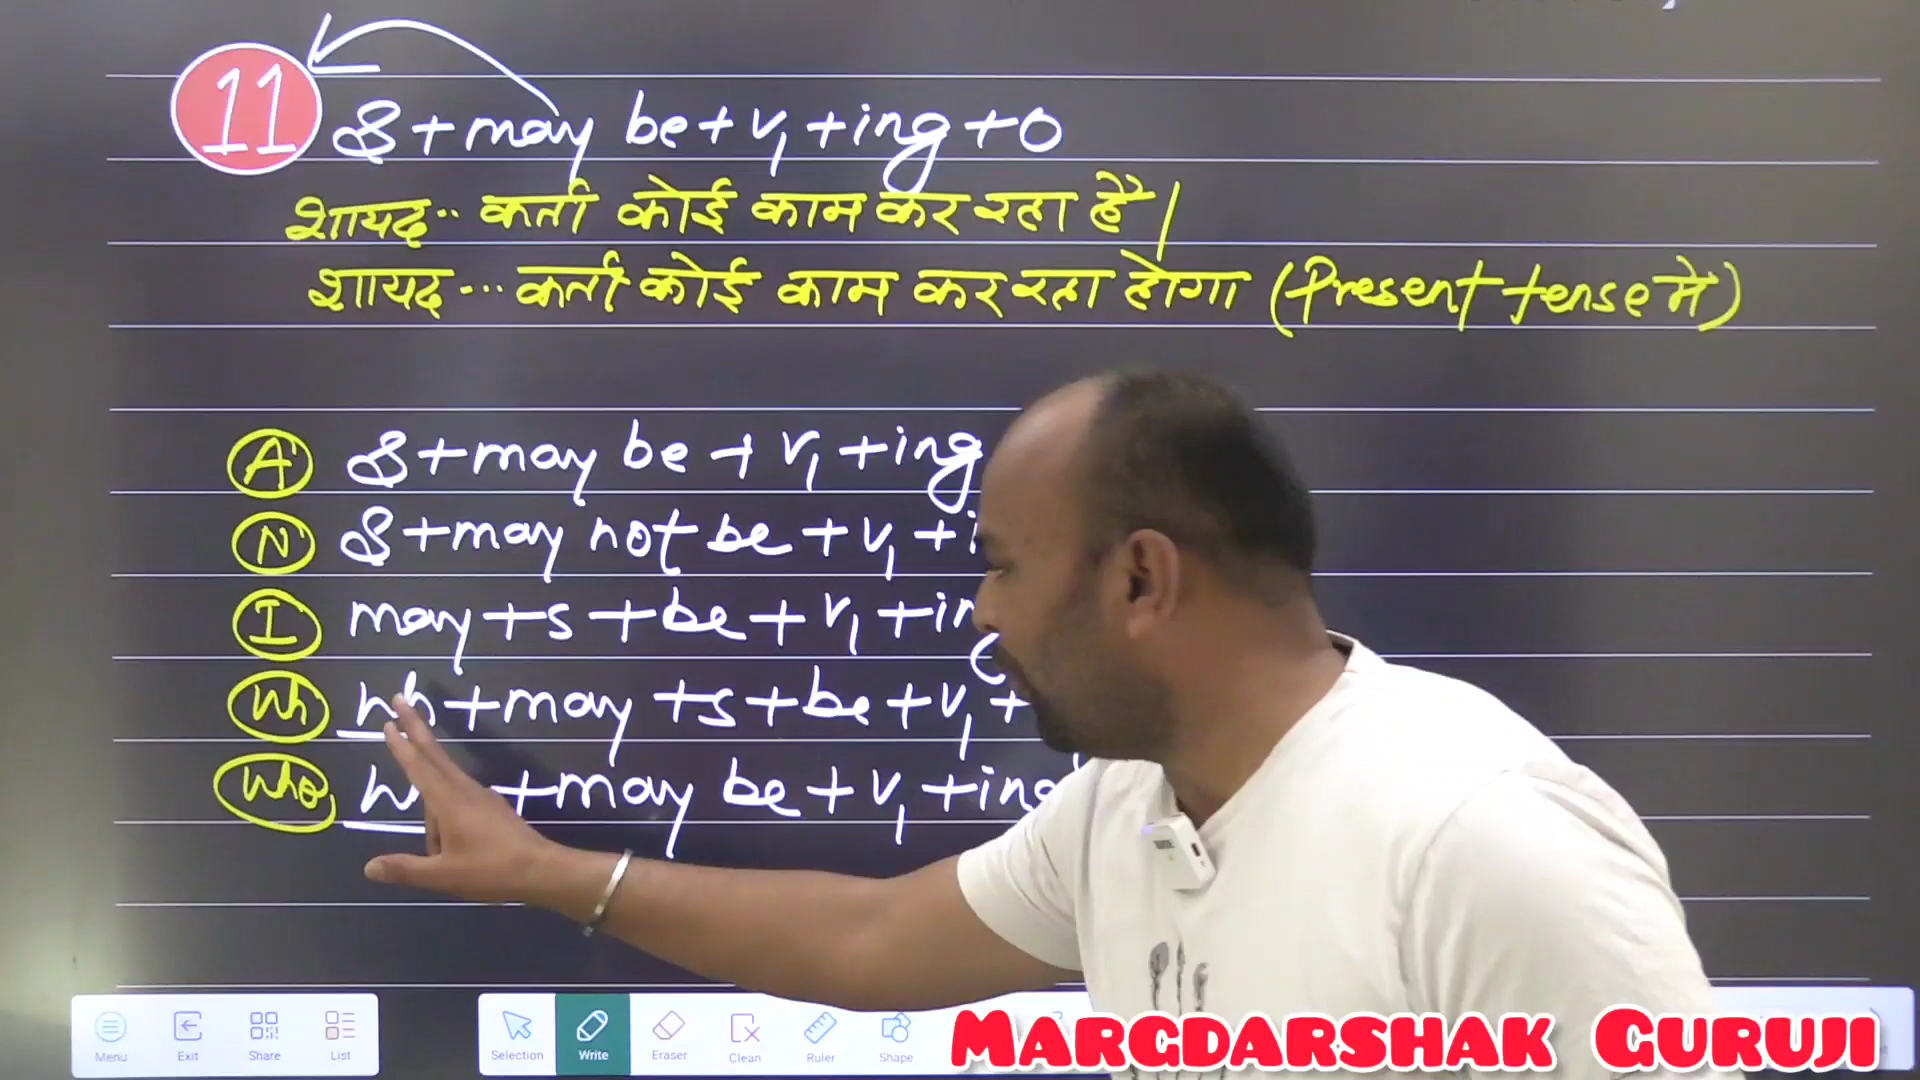 11 S+may be+v1+ing+o
शायद.. कर्ता कोई काम कर रहा है।
शायद... कर्ता कोई काम कर रहा होगा (Present tense में)
A S+may be+v1+ing
N S+may not be+v1+
I may+s+be+v1+
Wh wh+may+s+be+v1+
Who +may be+v1+ing
Menu Exit Share List Selection Write Eraser Clean Ruler Shape
MARGDARSHAK GURUJI